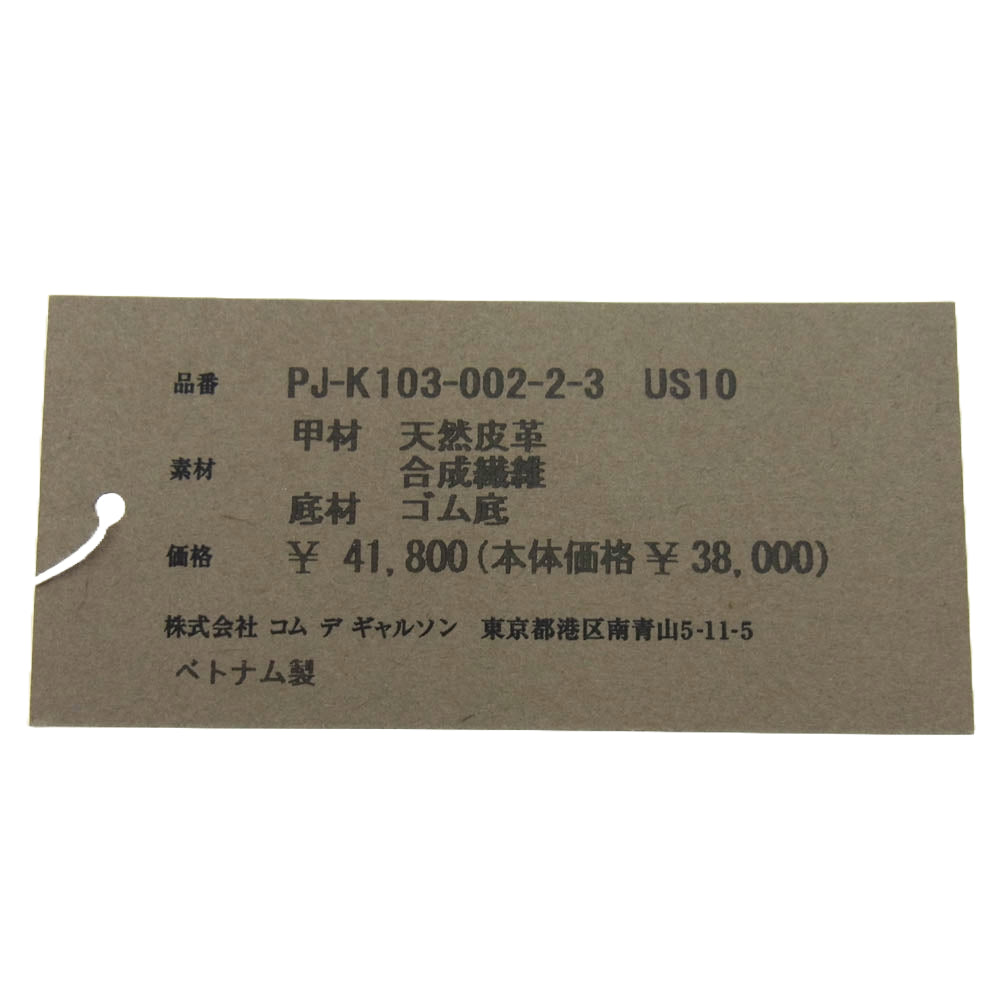 品番 PJ-K103-002-2-3 US10
甲材 天然皮革
素材 合成繊維
底材 ゴム底
価格 ¥ 41,800(本体価格 ¥ 38,000)
株式会社 コム デ ギャルソン 東京都港区南青山5-11-5
ベトナム製